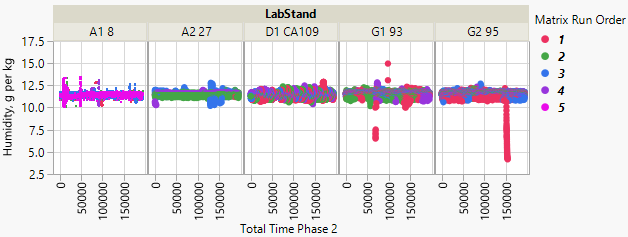 LabStand
Matrix Run Order
A1 8 A2 27 D1 CA109 G1 93 G2 95
1
2
3
4
5
Humidity, g per kg
17.5
15.0
12.5
10.0
7.5
5.0
2.5
0 50000 100000 150000 0 50000 100000 150000 0 50000 100000 150000 0 50000 100000 150000 0 50000 100000 150000
Total Time Phase 2